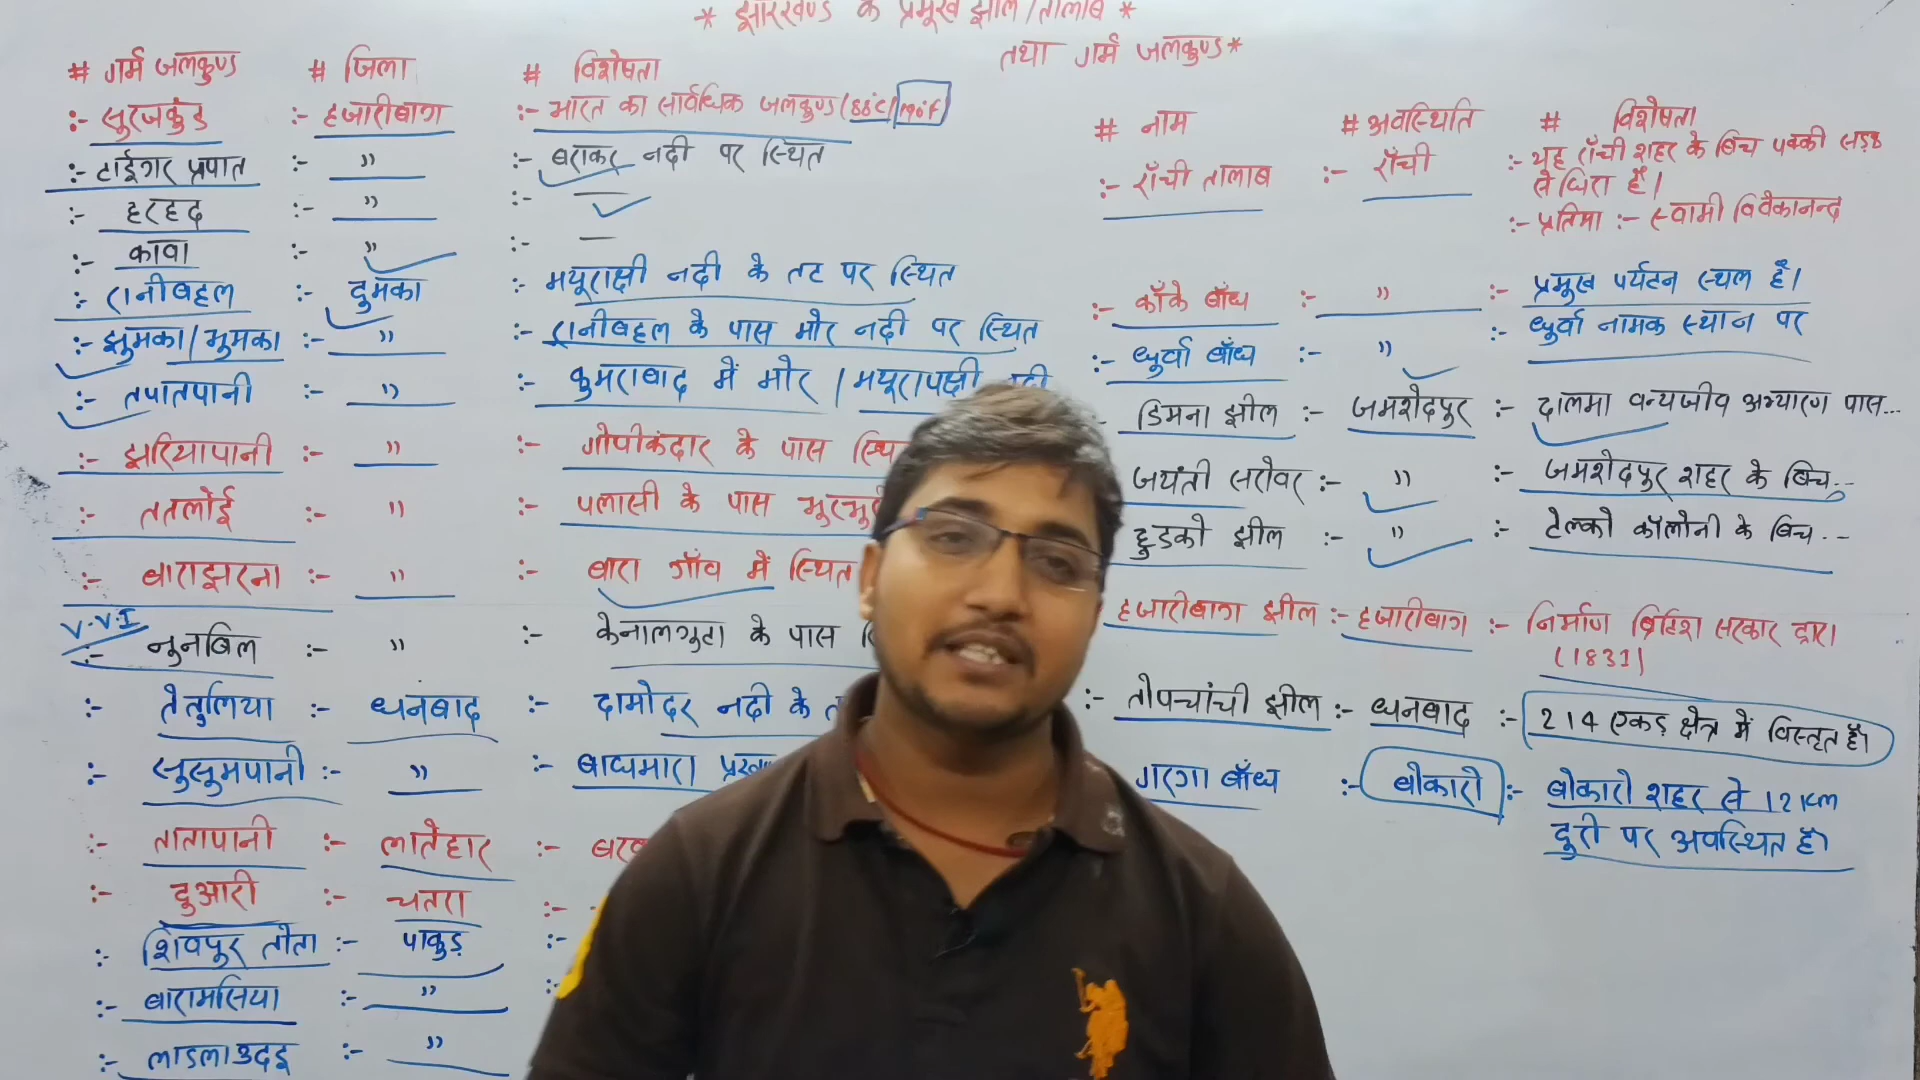 * झारखण्ड के प्रमुख झील/तालाब *
तथा गर्म जलकुण्ड*
# गर्म जलकुण्ड # जिला # विशेषता
:- सुरजकुंड :- हजारीबाग :- भारत का सार्वधिक जलकुण्ड (88°C/190°F
:- टाईगर प्रपात :- " :- बराकर नदी पर स्थित
:- हरहद :- " :- —
:- कावा :- " :- —
:- रानीबहल :- दुमका :- मयूराक्षी नदी के तट पर स्थित
:- झुमका/भुमका :- " :- रानीबहल के पास मोर नदी पर स्थित
:- तपातपानी :- " :- कुमराबाद में मोर / मयूरापक्षी
:- झरियापानी :- " :- गोपीकंदार के पास
:- ततलोई :- " पलासी के पास
:- बाराझरना :- " :- बारा गाँव में स्थित
V.V.I
:- नुनबिल :- " :- केनालगुटा के पास
:- तेतुलिया :- धनबाद :- दामोदर नदी के
:- सुसुमपानी :- " :- बाघमारा
:- तातापानी :- लातेहार :-
:- दुआरी :- चतरा :-
:- शिवपुर तोता :- पाकुड़ :-
:- बारामसिया :- " :-
:- लाडलाउदइ :- "
# नाम # अवस्थिति # विशेषता
:- राँची तालाब :- राँची :- यह राँची शहर के बिच पक्की सड़क
से घिरा है।
:- प्रतिमा :- स्वामी विवेकानन्द
:- काँके बाँध :- " :- प्रमुख पर्यटन स्थल है।
:- धुर्वा बाँध :- " :- धुर्वा नामक स्थान पर
डिमना झील :- जमशेदपुर :- दालमा वन्यजीव अभ्यारण पास...
जयंती सरोवर :- " :- जमशेदपुर शहर के बिच..
हुडको झील :- " :- टेल्को कॉलोनी के बिच..
हजारीबाग झील :- हजारीबाग :- निर्माण ब्रिटिश सरकार द्वारा
(1831)
:- तोपचांची झील :- धनबाद :- 214 एकड़ क्षेत्र में विस्तृत है।
गरगा बाँध :- बोकारो :- बोकारो शहर से 12 km
दुरी पर अवस्थित है।